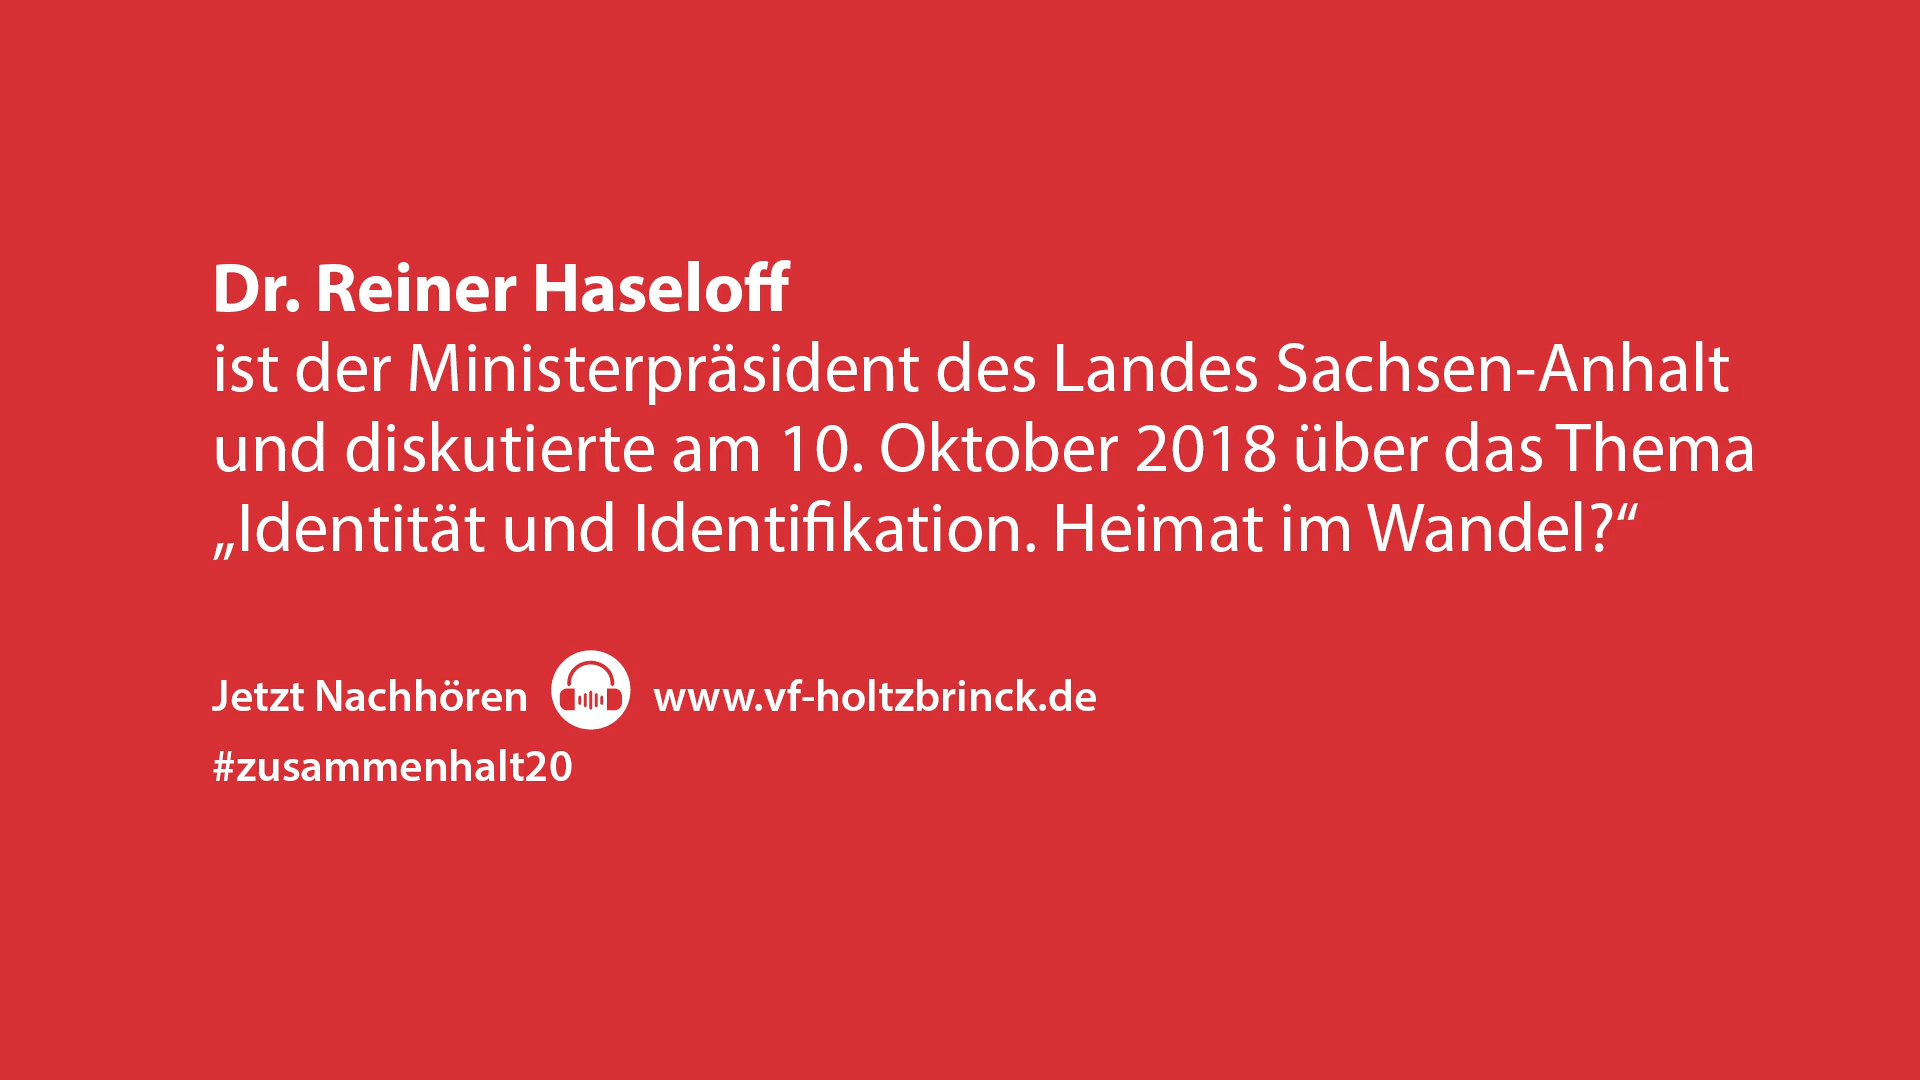 Dr. Reiner Haseloff
ist der Ministerpräsident des Landes Sachsen-Anhalt
und diskutierte am 10. Oktober 2018 über das Thema
„Identität und Identifikation. Heimat im Wandel?“
Jetzt Nachhören www.vf-holtzbrinck.de
#zusammenhalt20